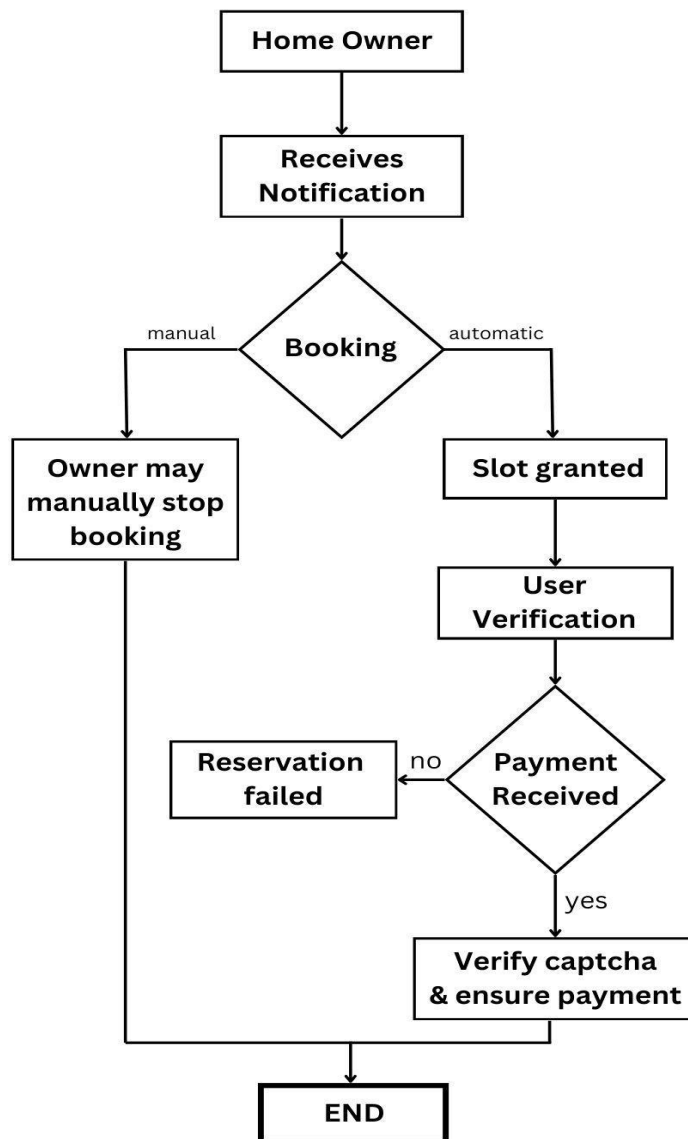 Home Owner
Receives
Notification
manual
Booking
automatic
Owner may
manually stop
booking
Slot granted
User
Verification
Reservation
failed
no
Payment
Received
yes
Verify captcha
& ensure payment
END